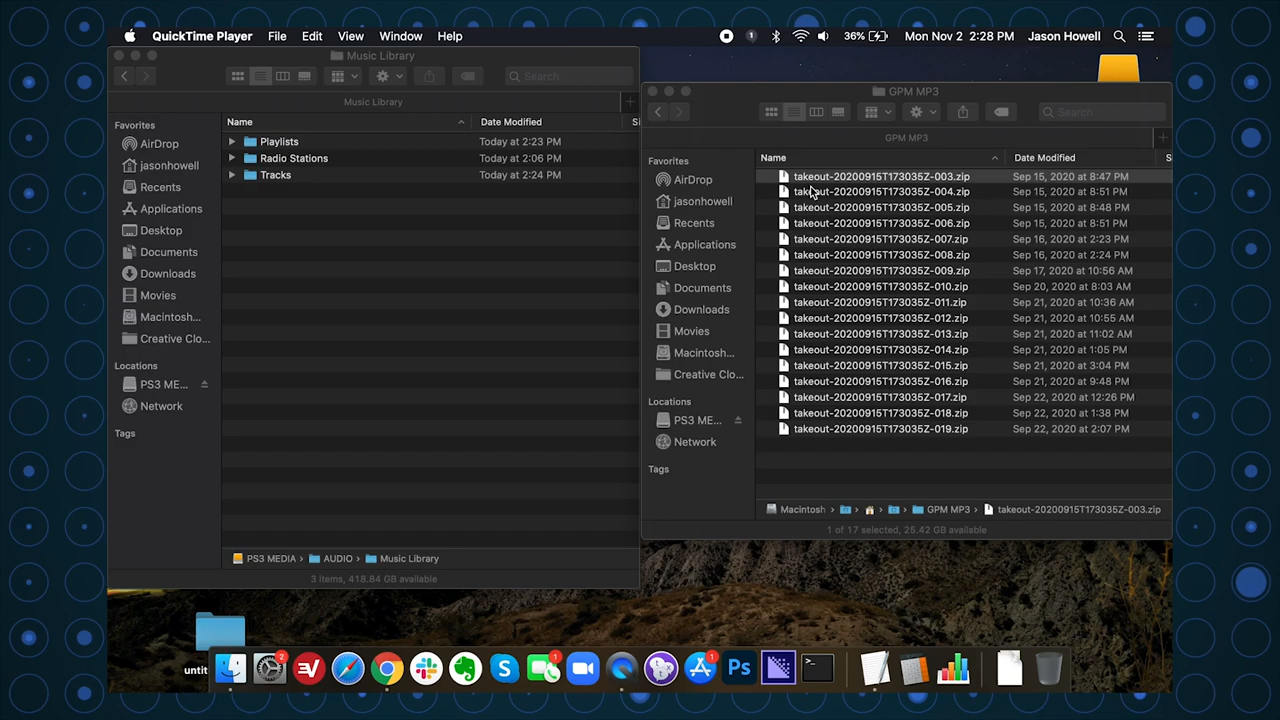 QuickTime Player File Edit View Window Help 1 36% Mon Nov 2 2:28 PM Jason Howell
Music Library
Search
Music Library
Favorites
AirDrop
jasonhowell
Recents
Applications
Desktop
Documents
Downloads
Movies
Macintosh...
Creative Clo...
Locations
PS3 ME...
Network
Tags
Name Date Modified Si
Playlists Today at 2:23 PM
Radio Stations Today at 2:06 PM
Tracks Today at 2:24 PM
PS3 MEDIA › AUDIO › Music Library
3 items, 418.84 GB available
GPM MP3
Search
GPM MP3
Favorites
AirDrop
jasonhowell
Recents
Applications
Desktop
Documents
Downloads
Movies
Macintosh...
Creative Clo...
Locations
PS3 ME...
Network
Tags
Name Date Modified S
takeout-20200915T173035Z-003.zip Sep 15, 2020 at 8:47 PM
takeout-20200915T173035Z-004.zip Sep 15, 2020 at 8:51 PM
takeout-20200915T173035Z-005.zip Sep 15, 2020 at 8:48 PM
takeout-20200915T173035Z-006.zip Sep 15, 2020 at 8:51 PM
takeout-20200915T173035Z-007.zip Sep 16, 2020 at 2:23 PM
takeout-20200915T173035Z-008.zip Sep 16, 2020 at 2:24 PM
takeout-20200915T173035Z-009.zip Sep 17, 2020 at 10:56 AM
takeout-20200915T173035Z-010.zip Sep 20, 2020 at 8:03 AM
takeout-20200915T173035Z-011.zip Sep 21, 2020 at 10:36 AM
takeout-20200915T173035Z-012.zip Sep 21, 2020 at 10:55 AM
takeout-20200915T173035Z-013.zip Sep 21, 2020 at 11:02 AM
takeout-20200915T173035Z-014.zip Sep 21, 2020 at 1:05 PM
takeout-20200915T173035Z-015.zip Sep 21, 2020 at 3:04 PM
takeout-20200915T173035Z-016.zip Sep 21, 2020 at 9:48 PM
takeout-20200915T173035Z-017.zip Sep 22, 2020 at 12:26 PM
takeout-20200915T173035Z-018.zip Sep 22, 2020 at 1:38 PM
takeout-20200915T173035Z-019.zip Sep 22, 2020 at 2:07 PM
Macintosh › › › › GPM MP3 › takeout-20200915T173035Z-003.zip
1 of 17 selected, 25.42 GB available
untit
2 1 1 Ps